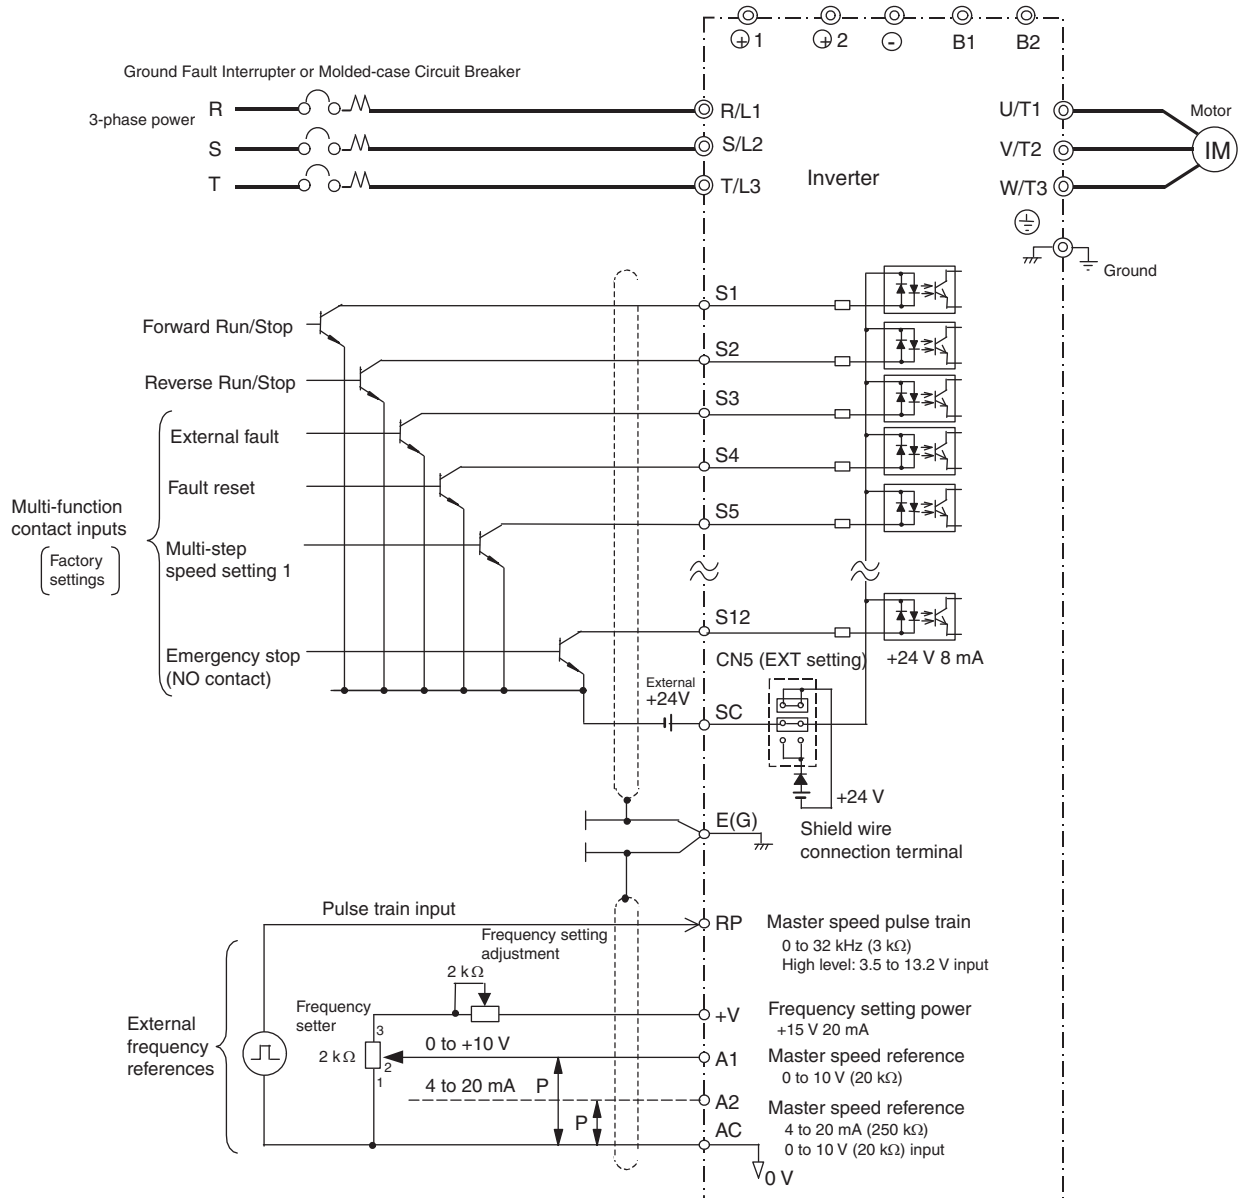 + 1
+ 2
-
B1
B2
Ground Fault Interrupter or Molded-case Circuit Breaker
3-phase power
R
R/L1
S
S/L2
T
T/L3
Inverter
U/T1
V/T2
W/T3
Motor
IM
Ground
Forward Run/Stop
S1
Reverse Run/Stop
S2
External fault
S3
Fault reset
S4
Multi-function
contact inputs
Factory
settings
Multi-step
speed setting 1
S5
Emergency stop
(NO contact)
S12
CN5 (EXT setting)
+24 V 8 mA
External
+24V
SC
+24 V
E(G)
Shield wire
connection terminal
Pulse train input
RP
Master speed pulse train
0 to 32 kHz (3 kΩ)
High level: 3.5 to 13.2 V input
Frequency setting
adjustment
2 kΩ
External
frequency
references
Frequency
setter
2 kΩ
3
2
1
+V
Frequency setting power
+15 V 20 mA
0 to +10 V
A1
Master speed reference
0 to 10 V (20 kΩ)
4 to 20 mA
P
P
A2
Master speed reference
4 to 20 mA (250 kΩ)
0 to 10 V (20 kΩ) input
AC
0 V